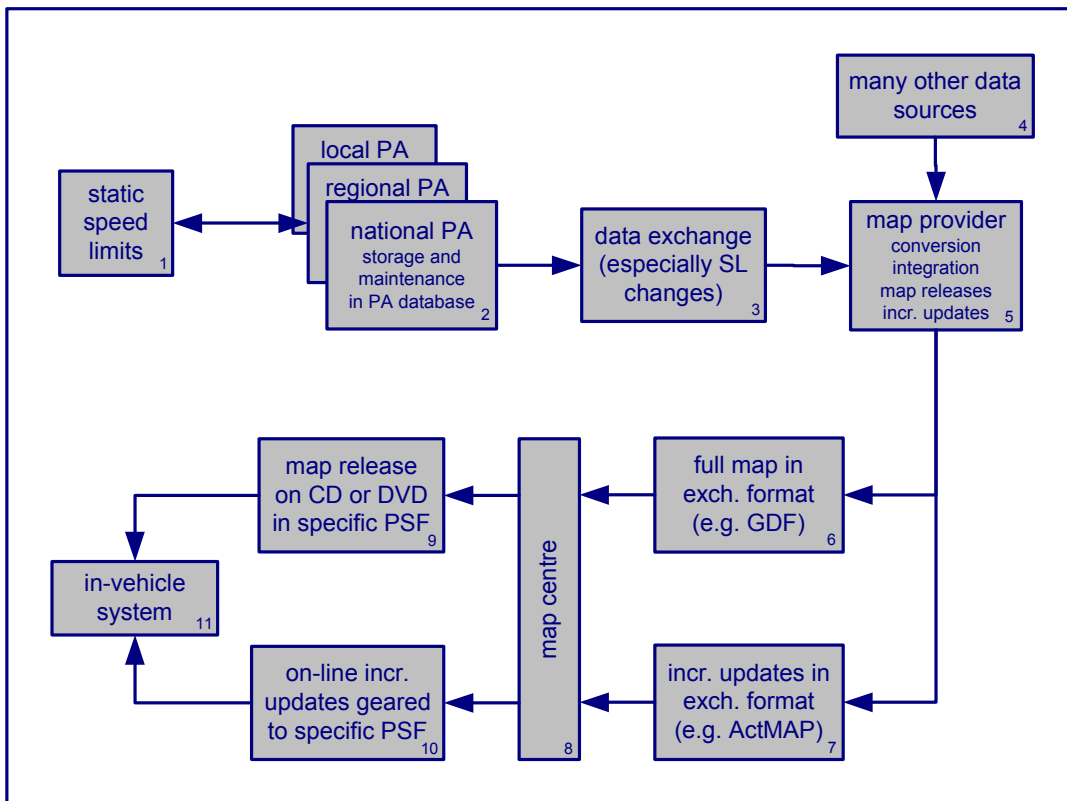 static
speed
limits
1
local PA
regional PA
national PA
storage and
maintenance
in PA database
2
data exchange
(especially SL
changes)
3
many other data
sources
4
map provider
conversion
integration
map releases
incr. updates
5
full map in
exch. format
(e.g. GDF)
6
incr. updates in
exch. format
(e.g. ActMAP)
7
map centre
8
map release
on CD or DVD
in specific PSF
9
on-line incr.
updates geared
to specific PSF
10
in-vehicle
system
11